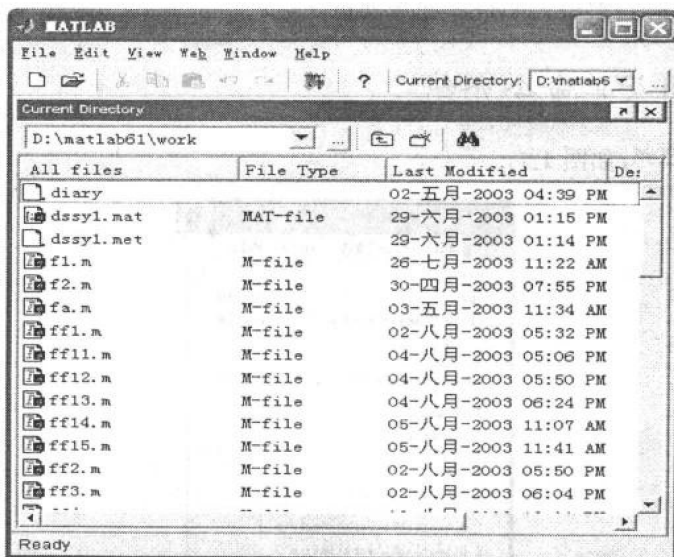 MATLAB
File Edit View Web Window Help
? Current Directory: D:\matlab6 ...
Current Directory
D:\matlab61\work ...
All files File Type Last Modified Des
diary 02-五月-2003 04:39 PM
dssy1.mat MAT-file 29-六月-2003 01:15 PM
dssy1.met 29-六月-2003 01:14 PM
f1.m M-file 26-七月-2003 11:22 AM
f2.m M-file 30-四月-2003 07:55 PM
fa.m M-file 03-五月-2003 11:34 AM
ff1.m M-file 02-八月-2003 05:32 PM
ff11.m M-file 04-八月-2003 05:06 PM
ff12.m M-file 04-八月-2003 05:50 PM
ff13.m M-file 04-八月-2003 06:24 PM
ff14.m M-file 05-八月-2003 11:07 AM
ff15.m M-file 05-八月-2003 11:41 AM
ff2.m M-file 02-八月-2003 05:50 PM
ff3.m M-file 02-八月-2003 06:04 PM
Ready